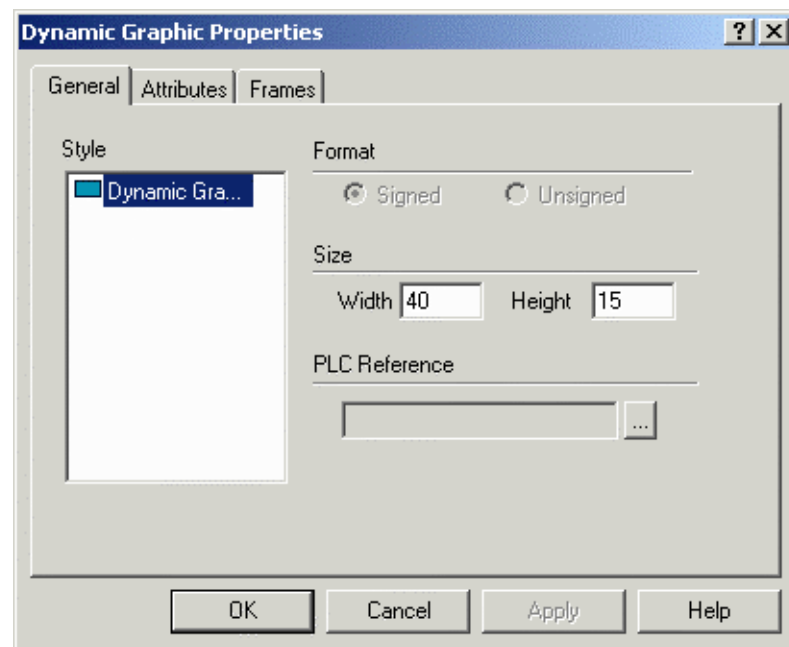 Dynamic Graphic Properties ? X
General Attributes Frames
Style
Dynamic Gra...
Format
Signed Unsigned
Size
Width 40 Height 15
PLC Reference
...
OK Cancel Apply Help